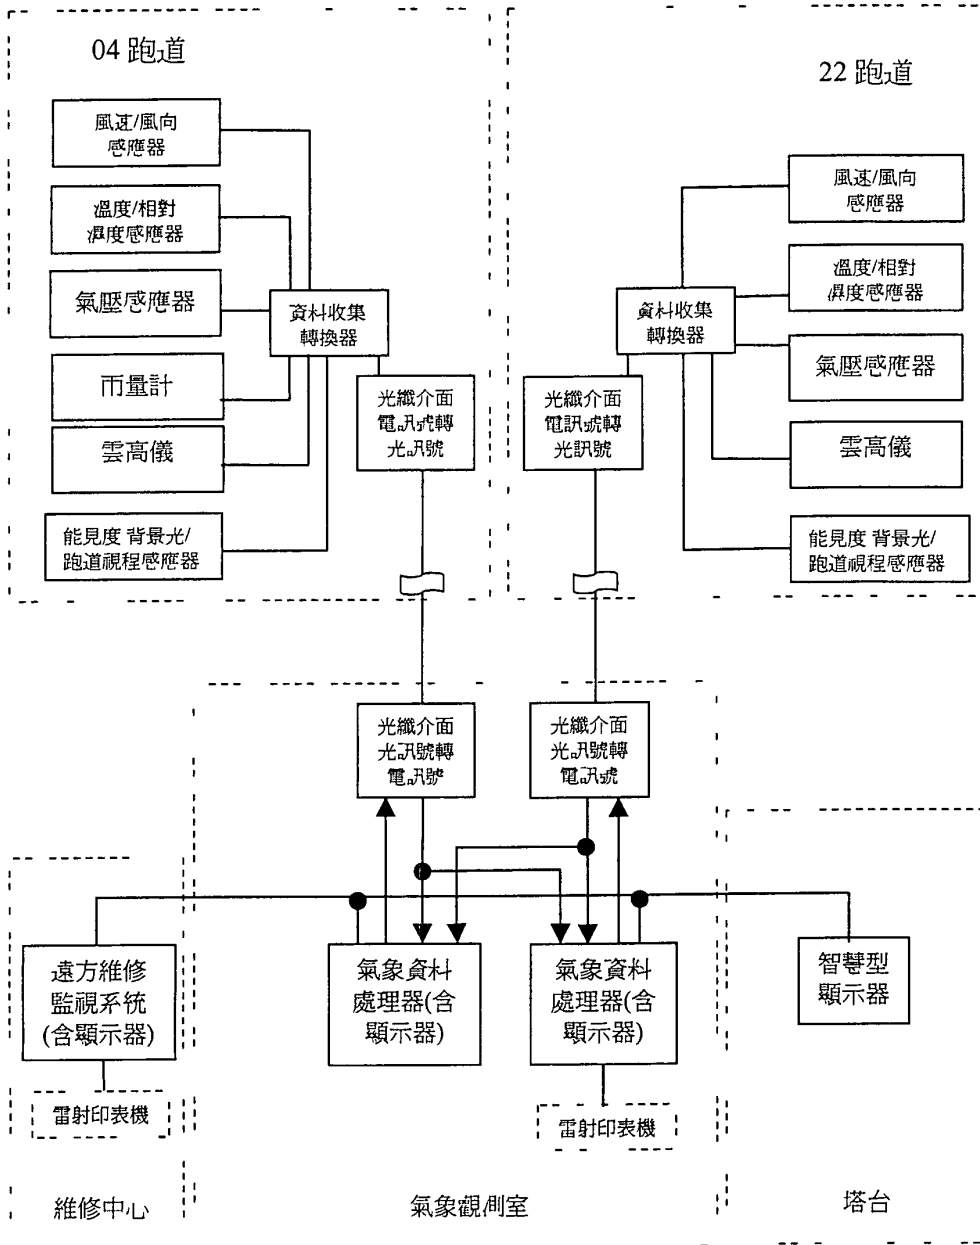 04 跑道
風速/風向
感應器
溫度/相對
濕度感應器
氣壓感應器
雨量計
雲高儀
能見度 背景光/
跑道視程感應器
資料收集
轉換器
光纖介面
電訊號轉
光訊號
22 跑道
風速/風向
感應器
溫度/相對
濕度感應器
氣壓感應器
雲高儀
能見度 背景光/
跑道視程感應器
資料收集
轉換器
光纖介面
電訊號轉
光訊號
光纖介面
光訊號轉
電訊號
光纖介面
光訊號轉
電訊號
遠方維修
監視系統
(含顯示器)
雷射印表機
維修中心
氣象資料
處理器(含
顯示器)
氣象資料
處理器(含
顯示器)
雷射印表機
氣象觀測室
智慧型
顯示器
塔台